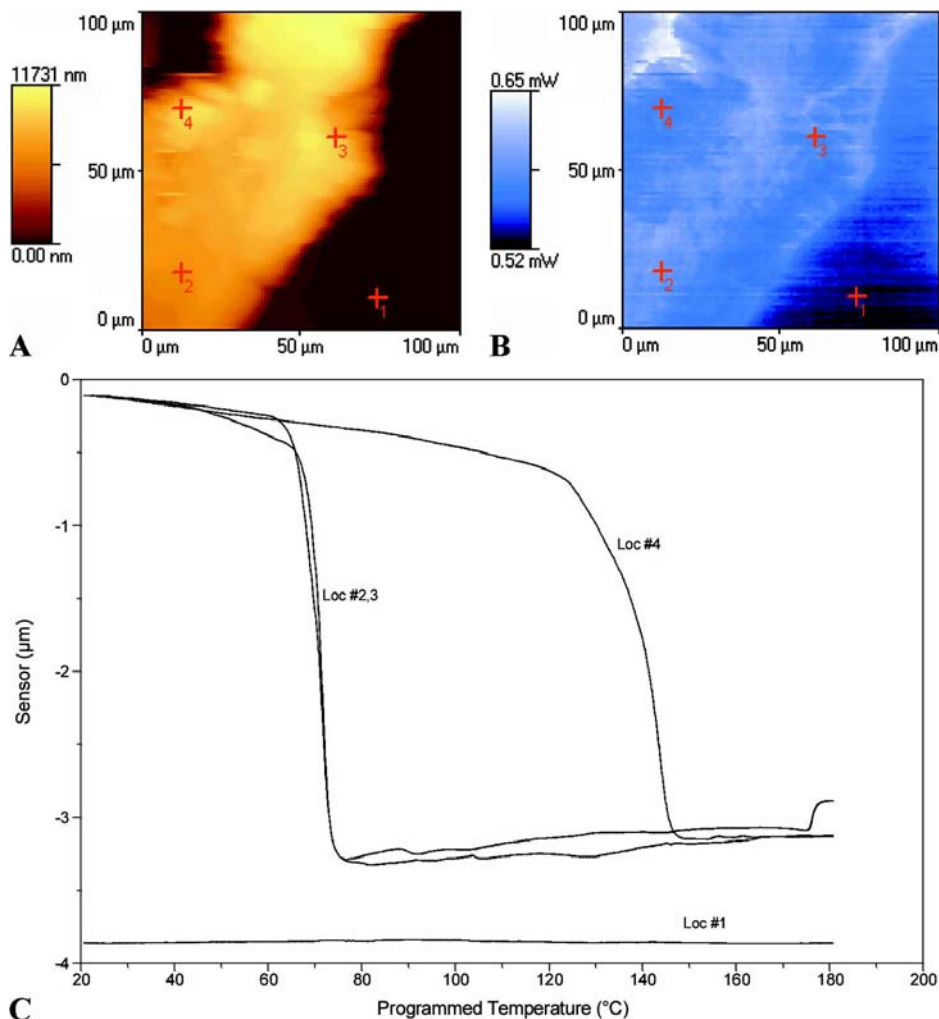 100 µm
11731 nm
4
3
50 µm
2
1
0.00 nm
0 µm
0 µm
50 µm
100 µm
A
100 µm
0.65 mW
4
3
50 µm
2
1
0.52 mW
0 µm
0 µm
50 µm
100 µm
B
0
-1
-2
-3
-4
Sensor (µm)
Loc #4
Loc #2,3
Loc #1
20
40
60
80
100
120
140
160
180
200
Programmed Temperature (°C)
C